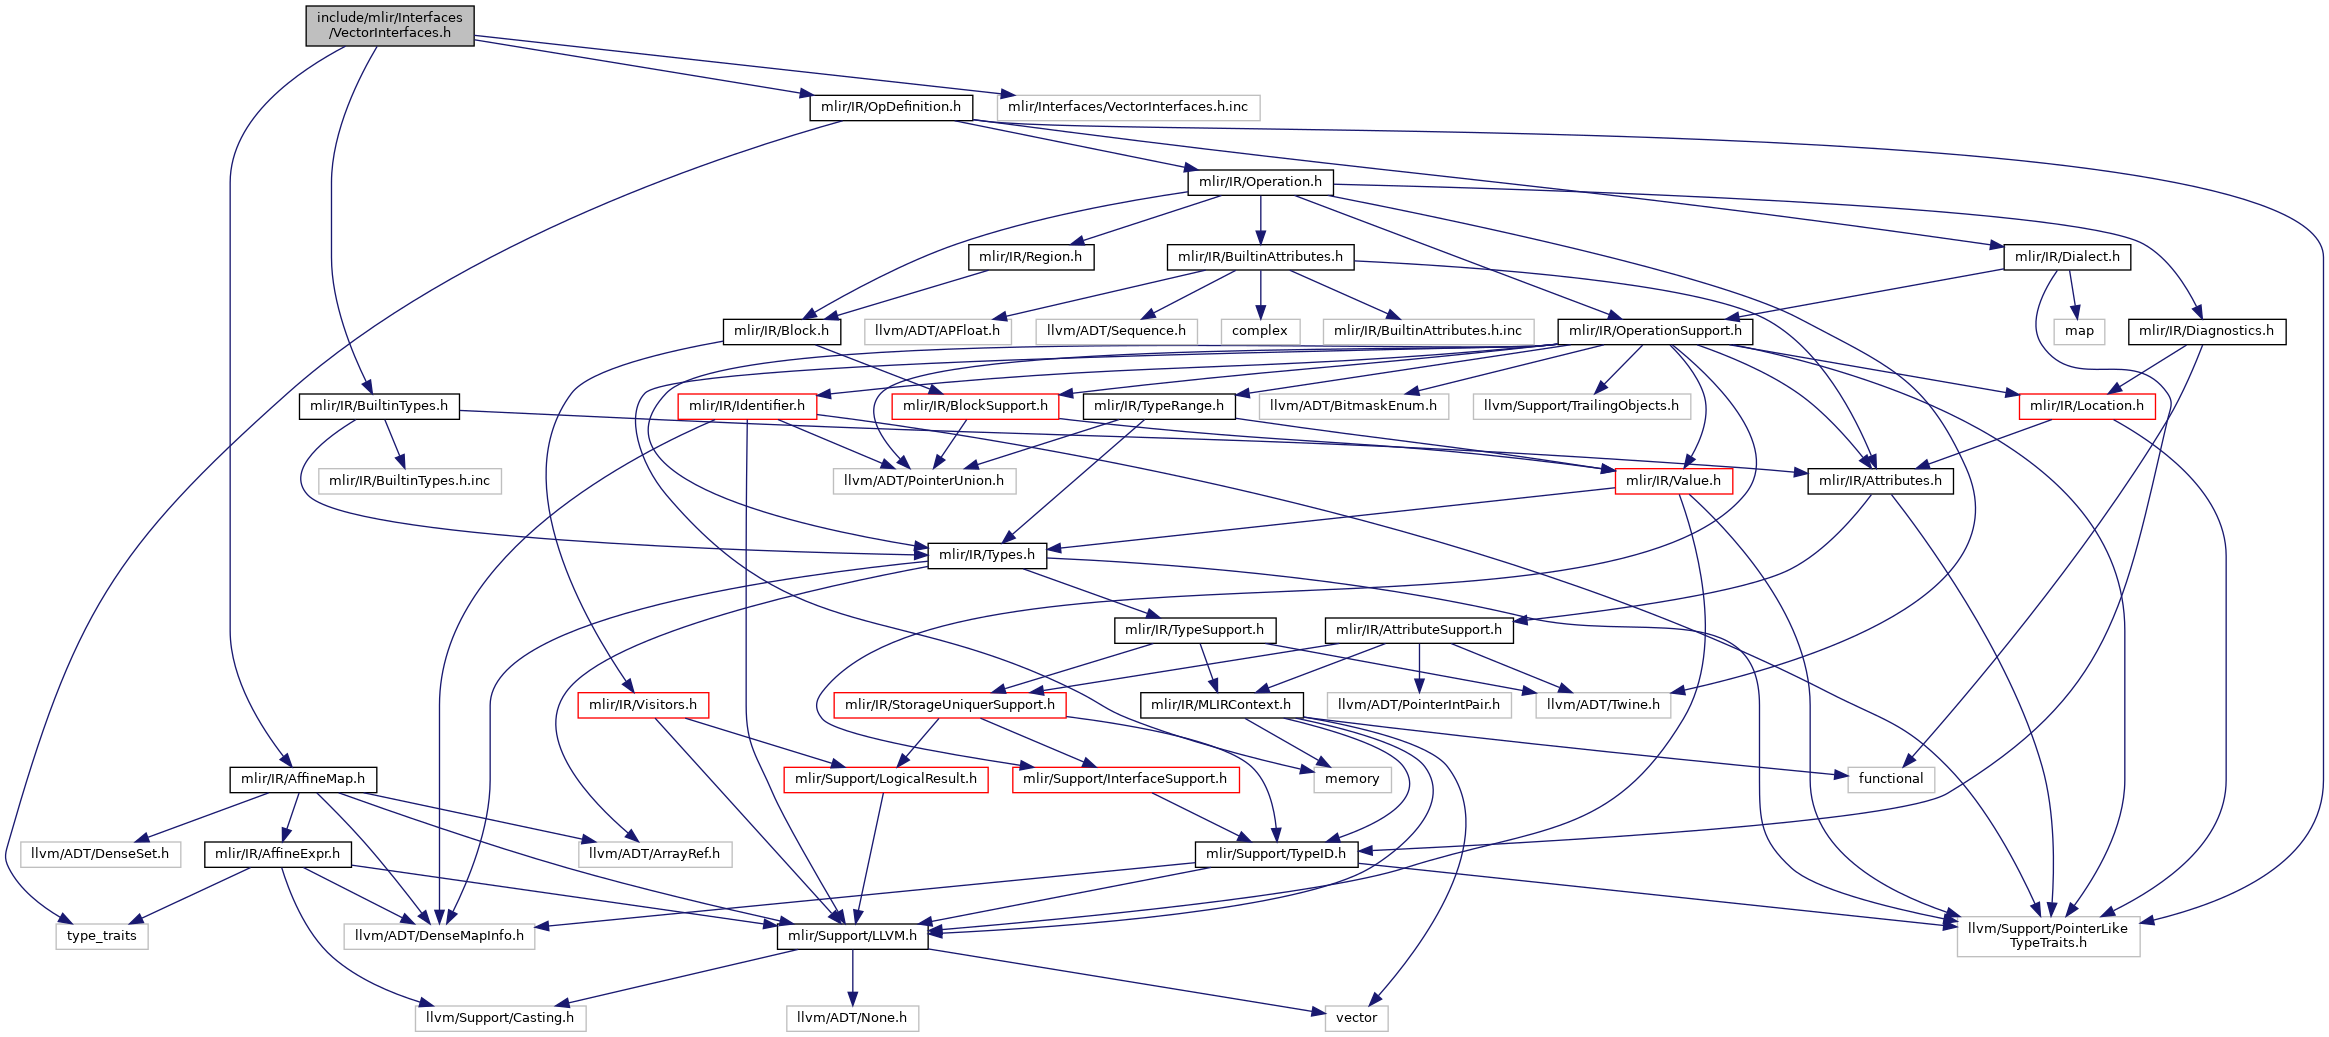 include/mlir/Interfaces
/VectorInterfaces.h
mlir/IR/OpDefinition.h
mlir/Interfaces/VectorInterfaces.h.inc
mlir/IR/Operation.h
mlir/IR/Region.h
mlir/IR/BuiltinAttributes.h
mlir/IR/Dialect.h
mlir/IR/Block.h
llvm/ADT/APFloat.h
llvm/ADT/Sequence.h
complex
mlir/IR/BuiltinAttributes.h.inc
mlir/IR/OperationSupport.h
map
mlir/IR/Diagnostics.h
mlir/IR/BuiltinTypes.h
mlir/IR/Identifier.h
mlir/IR/BlockSupport.h
mlir/IR/TypeRange.h
llvm/ADT/BitmaskEnum.h
llvm/Support/TrailingObjects.h
mlir/IR/Location.h
mlir/IR/BuiltinTypes.h.inc
llvm/ADT/PointerUnion.h
mlir/IR/Value.h
mlir/IR/Attributes.h
mlir/IR/Types.h
mlir/IR/TypeSupport.h
mlir/IR/AttributeSupport.h
mlir/IR/Visitors.h
mlir/IR/StorageUniquerSupport.h
mlir/IR/MLIRContext.h
llvm/ADT/PointerIntPair.h
llvm/ADT/Twine.h
mlir/IR/AffineMap.h
mlir/Support/LogicalResult.h
mlir/Support/InterfaceSupport.h
memory
functional
llvm/ADT/DenseSet.h
mlir/IR/AffineExpr.h
llvm/ADT/ArrayRef.h
mlir/Support/TypeID.h
type_traits
llvm/ADT/DenseMapInfo.h
mlir/Support/LLVM.h
llvm/Support/PointerLike
TypeTraits.h
llvm/Support/Casting.h
llvm/ADT/None.h
vector